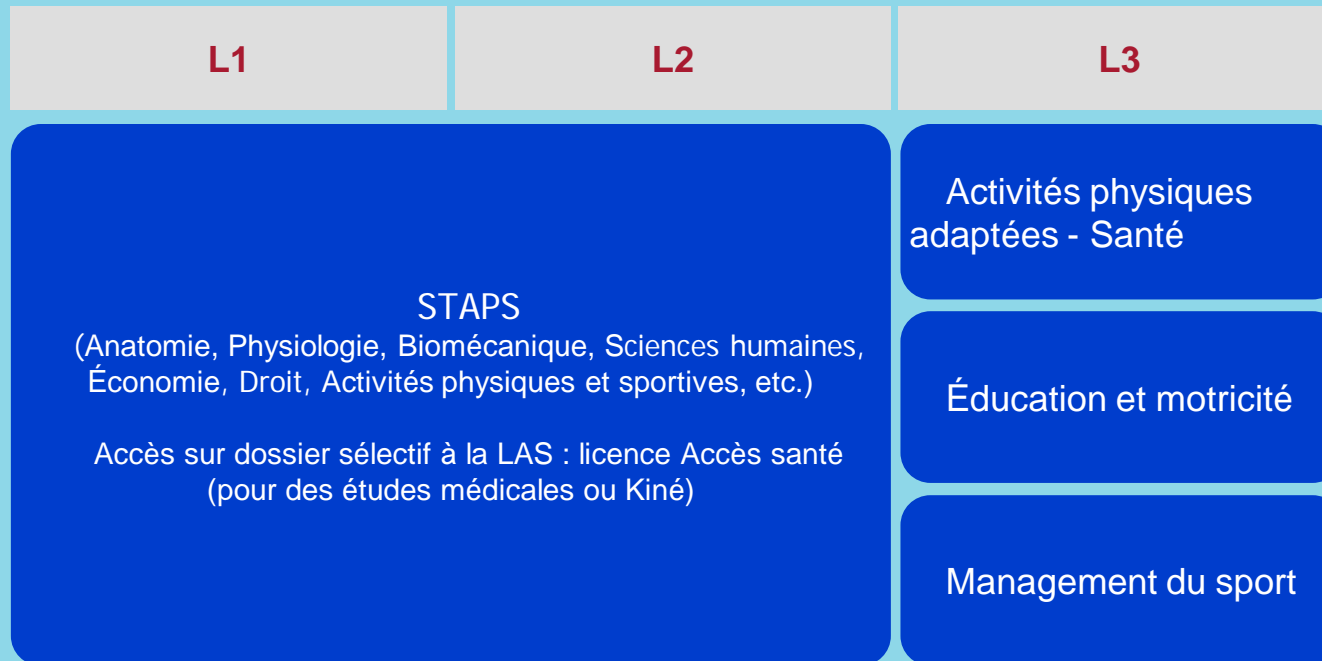 L1
L2
L3
STAPS
(Anatomie, Physiologie, Biomécanique, Sciences humaines,
Économie, Droit, Activités physiques et sportives, etc.)
Accès sur dossier sélectif à la LAS : licence Accès santé
(pour des études médicales ou Kiné)
Activités physiques
adaptées - Santé
Éducation et motricité
Management du sport